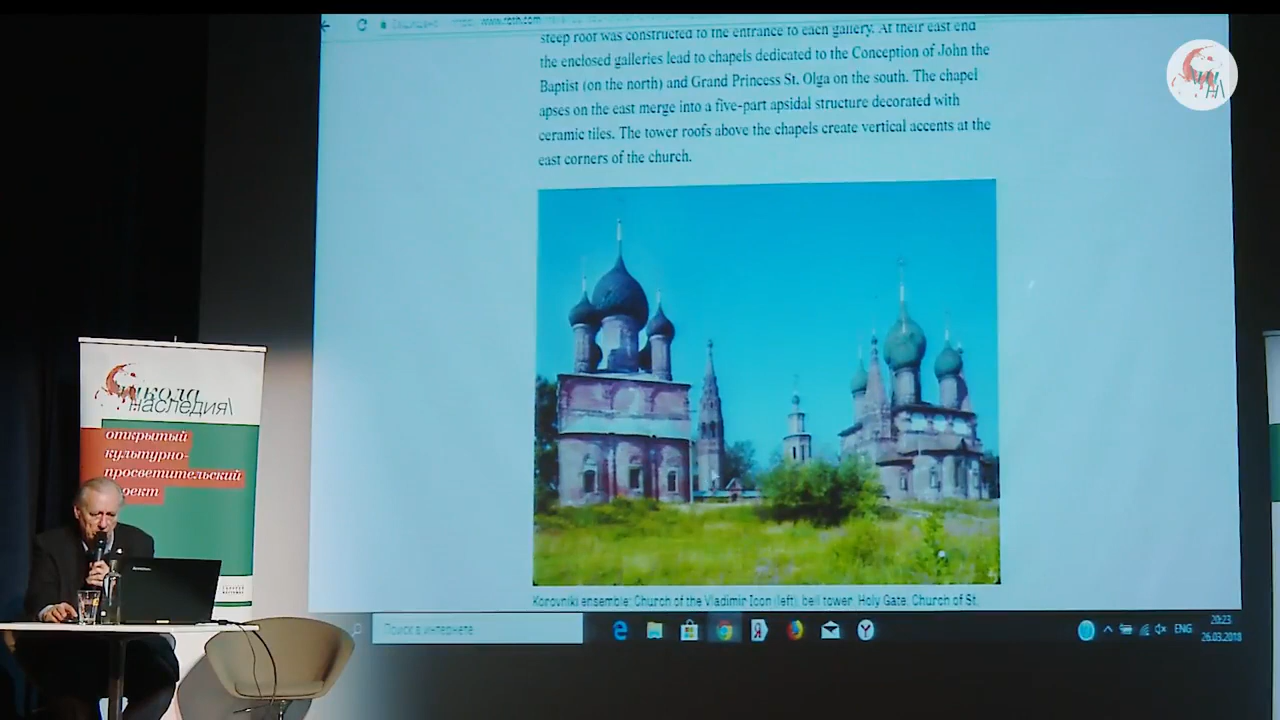 www.rbth.com
steep roof was constructed to the entrance to each gallery. At their east end
the enclosed galleries lead to chapels dedicated to the Conception of John the
Baptist (on the north) and Grand Princess St. Olga on the south. The chapel
apses on the east merge into a five-part apsidal structure decorated with
ceramic tiles. The tower roofs above the chapels create vertical accents at the
east corners of the church.
Korovniki ensemble: Church of the Vladimir Icon (left), bell tower, Holy Gate, Church of St.
Поиск в интернете
ENG
20:23
26.03.2018
школа
наследия\
открытый
культурно-
просветительский
проект
lenovo